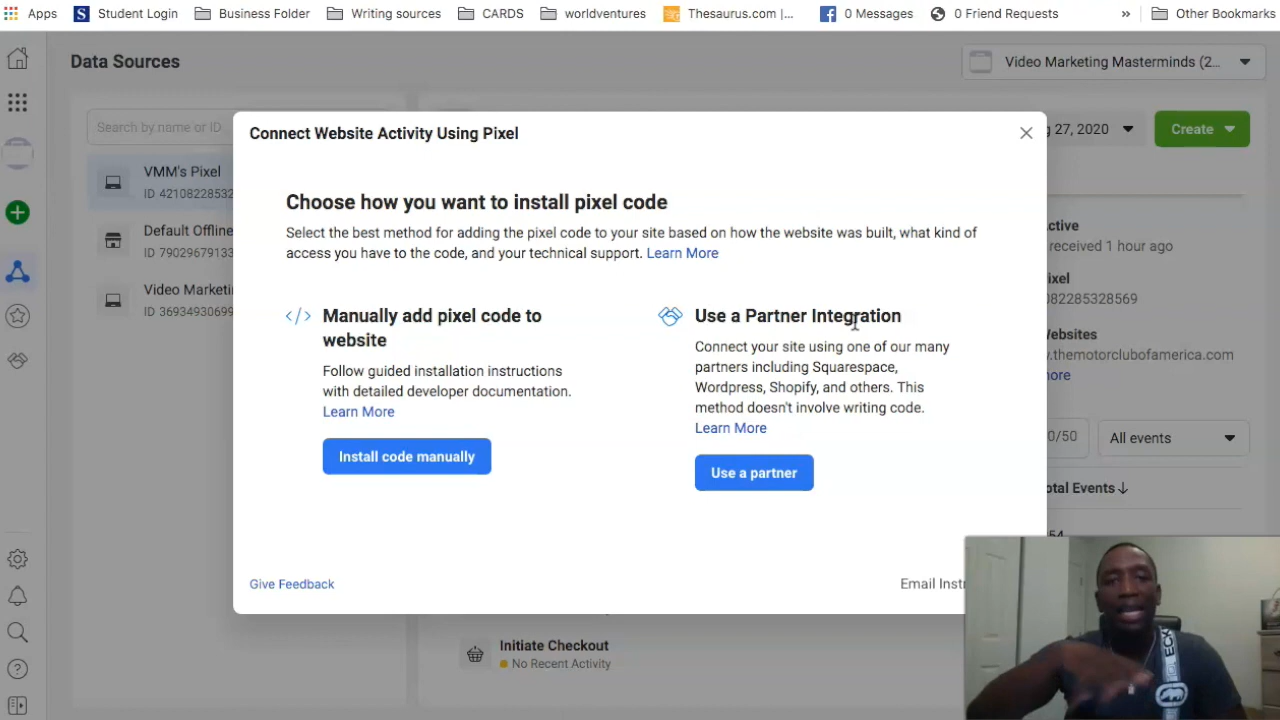 Apps
Student Login
Business Folder
Writing sources
CARDS
worldventures
Thesaurus.com |...
0 Messages
0 Friend Requests
»
Other Bookmarks
Data Sources
Video Marketing Masterminds (2...
Search by name or ID
27, 2020
Create
VMM's Pixel
ID 42108228532
Default Offline
ID 79029679133
Video Marketi
ID 36934930699
Connect Website Activity Using Pixel
Choose how you want to install pixel code
Select the best method for adding the pixel code to your site based on how the website was built, what kind of
access you have to the code, and your technical support. Learn More
</> Manually add pixel code to
website
Follow guided installation instructions
with detailed developer documentation.
Learn More
Install code manually
Use a Partner Integration
Connect your site using one of our many
partners including Squarespace,
Wordpress, Shopify, and others. This
method doesn't involve writing code.
Learn More
Use a partner
Give Feedback
Email Instr
ctive
received 1 hour ago
ixel
082285328569
Websites
.themotorclubofamerica.com
ore
0/50
All events
otal Events↓
54
Initiate Checkout
No Recent Activity
ECKO